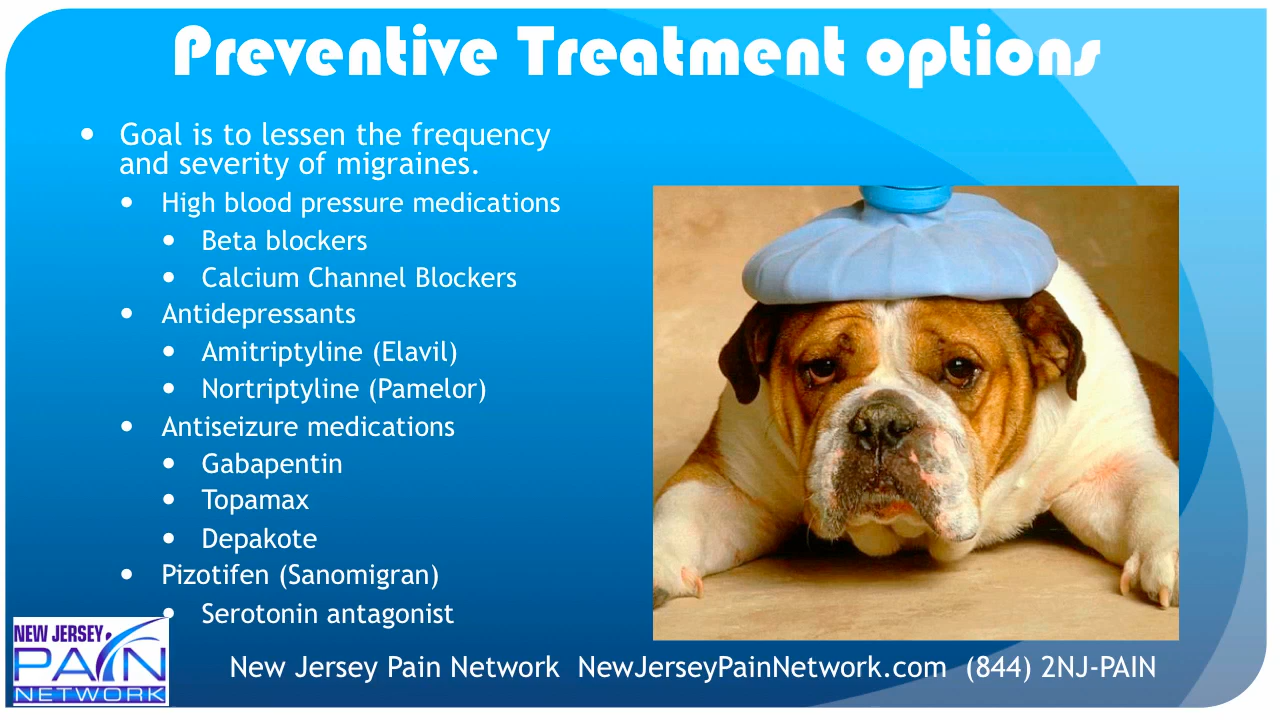 Preventive Treatment options
Goal is to lessen the frequency
and severity of migraines.
High blood pressure medications
Beta blockers
Calcium Channel Blockers
Antidepressants
Amitriptyline (Elavil)
Nortriptyline (Pamelor)
Antiseizure medications
Gabapentin
Topamax
Depakote
Pizotifen (Sanomigran)
Serotonin antagonist
NEW JERSEY
PAIN
NETWORK
New Jersey Pain Network NewJerseyPainNetwork.com (844) 2NJ-PAIN